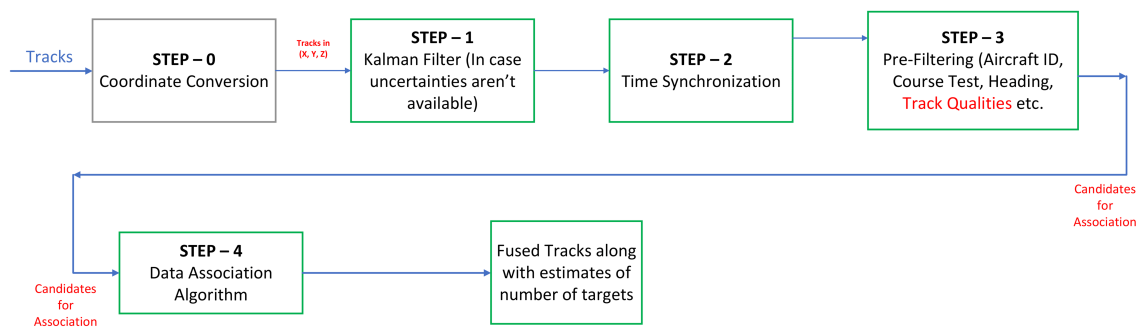 Tracks
STEP – 0
Coordinate Conversion
Tracks in
(X, Y, Z)
STEP – 1
Kalman Filter (In case
uncertainties aren't
available)
STEP – 2
Time Synchronization
STEP – 3
Pre-Filtering (Aircraft ID,
Course Test, Heading,
Track Qualities etc.
Candidates
for
Association
Candidates
for
Association
STEP – 4
Data Association
Algorithm
Fused Tracks along
with estimates of
number of targets